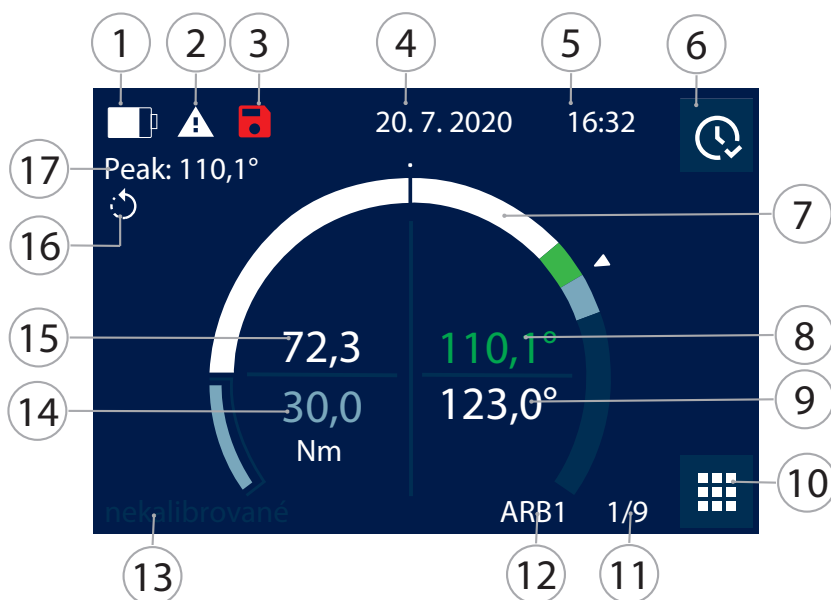 1 2 3 4 5 6
20. 7. 2020 16:32
17 Peak: 110,1°
16 7
15 72,3 110,1° 8
14 30,0 123,0° 9
Nm
10
nekalibrované ARB1 1/9
13 12 11